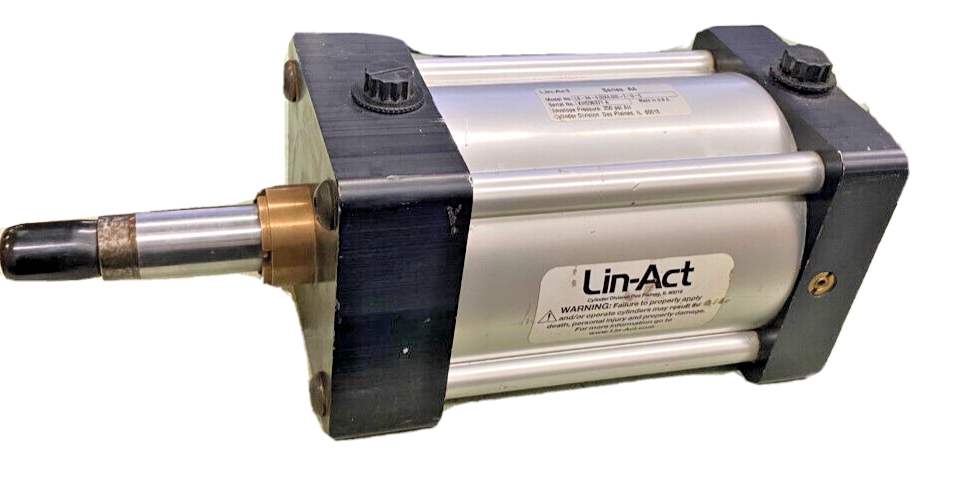 Lin-Act Series A4
Model No.
Serial No. Made in U.S.A.
Envelope Pressure: 250 psi Air
Cylinder Division Des Plaines, IL 60016
Lin-Act
Cylinder Division Des Plaines, IL 60016
WARNING: Failure to properly apply
and/or operate cylinders may result in
death, personal injury and property damage.
For more information go to
www.Lin-Act.com